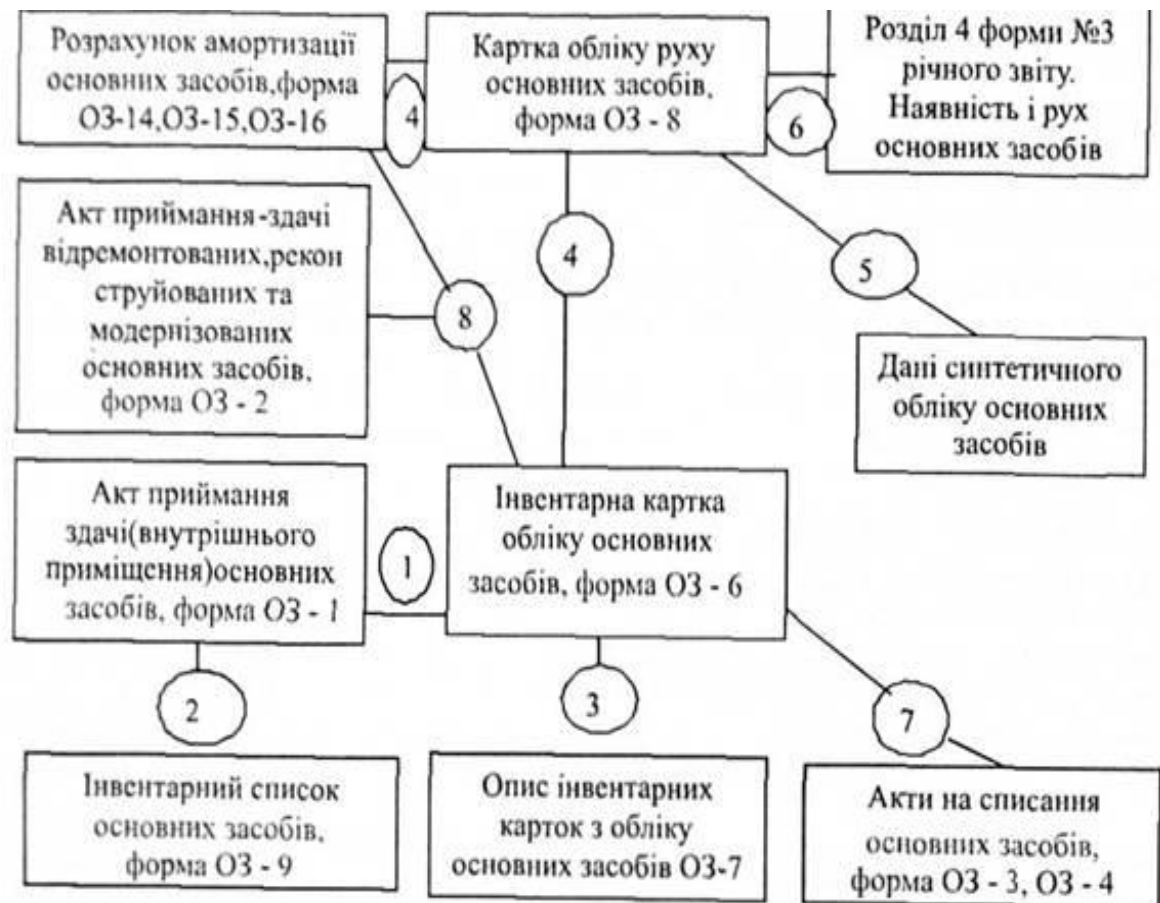 Розрахунок амортизації
основних засобів,форма
ОЗ-14,ОЗ-15,ОЗ-16
4
Картка обліку руху
основних засобів,
форма ОЗ - 8
6
Розділ 4 форми №3
річного звіту.
Наявність і рух
основних засобів
Акт приймання-здачі
відремонтованих,рекон
струйованих та
модернізованих
основних засобів,
форма ОЗ - 2
8
4
5
Дані синтетичного
обліку основних
засобів
Акт приймання
здачі(внутрішнього
приміщення)основних
засобів, форма ОЗ - 1
1
Інвентарна картка
обліку основних
засобів, форма ОЗ - 6
2
3
7
Інвентарний список
основних засобів,
форма ОЗ - 9
Опис інвентарних
карток з обліку
основних засобів ОЗ-7
Акти на списання
основних засобів,
форма ОЗ - 3, ОЗ - 4